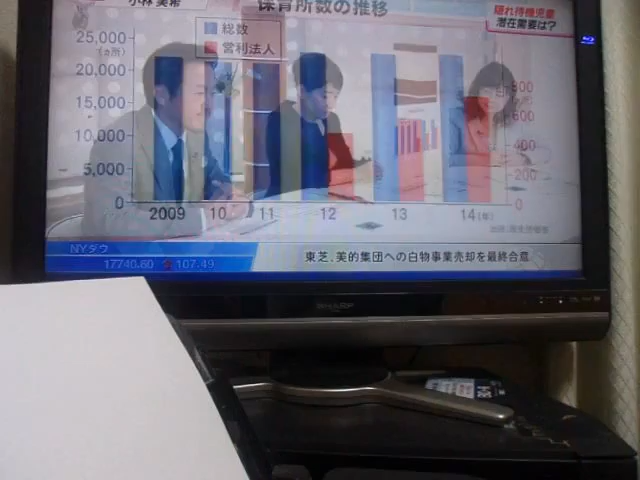 小林 美希
保育所数の推移
隠れ待機児童
潜在需要は?
総数
営利法人
25,000
(ヵ所)
20,000
15,000
10,000
5,000
0
800
600
400
200
0
2009 10 11 12 13 14(年)
NYダウ
17740.60 107.49
東芝、美的集団への白物事業売却を最終合意
SHARP